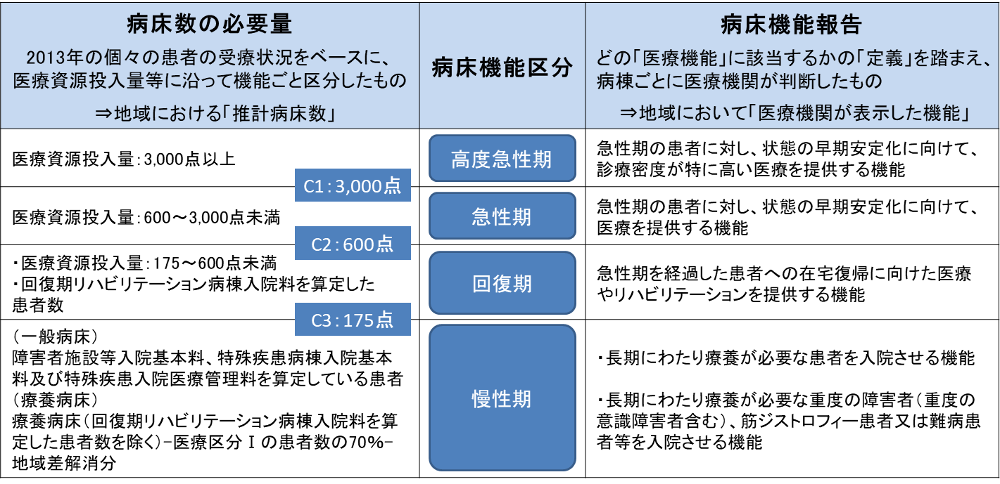 病床数の必要量
2013年の個々の患者の受療状況をベースに、
医療資源投入量等に沿って機能ごと区分したもの
⇒地域における「推計病床数」
病床機能区分
病床機能報告
どの「医療機能」に該当するかの「定義」を踏まえ、
病棟ごとに医療機関が判断したもの
⇒地域において「医療機関が表示した機能」
医療資源投入量：3,000点以上
高度急性期
急性期の患者に対し、状態の早期安定化に向けて、
診療密度が特に高い医療を提供する機能
C1：3,000点
医療資源投入量：600～3,000点未満
急性期
急性期の患者に対し、状態の早期安定化に向けて、
医療を提供する機能
C2：600点
・医療資源投入量：175～600点未満
・回復期リハビリテーション病棟入院料を算定した
患者数
回復期
急性期を経過した患者への在宅復帰に向けた医療
やリハビリテーションを提供する機能
C3：175点
（一般病床）
障害者施設等入院基本料、特殊疾患病棟入院基本
料及び特殊疾患入院医療管理料を算定している患者
（療養病床）
療養病床（回復期リハビリテーション病棟入院料を算
定した患者数を除く）－医療区分Ⅰの患者数の70％－
地域差解消分
慢性期
・長期にわたり療養が必要な患者を入院させる機能
・長期にわたり療養が必要な重度の障害者（重度の
意識障害者含む）、筋ジストロフィー患者又は難病患
者等を入院させる機能